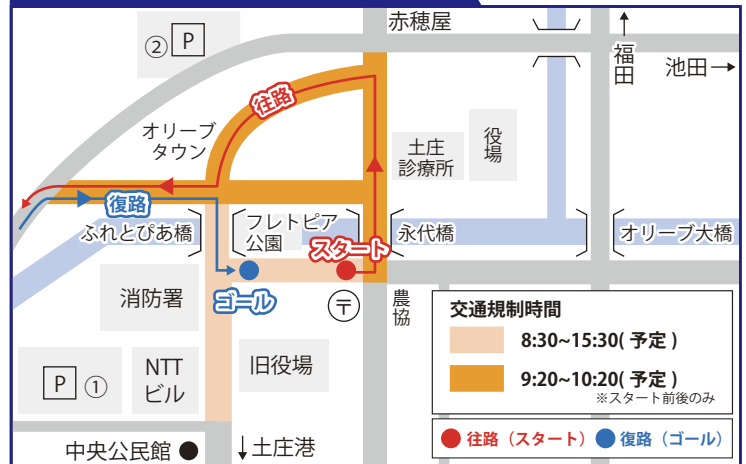 赤穂屋
② P
福田
池田→
往路
オリーブ
タウン
役場
土庄
診療所
復路
フレトピア
公園
ふれとぴあ橋
スタート
永代橋
オリーブ大橋
ゴール
消防署
〒
農協
交通規制時間
8:30~15:30( 予定 )
9:20~10:20( 予定 )
※スタート前後のみ
NTT
ビル
旧役場
P ①
往路（スタート） 復路（ゴール）
中央公民館
↓土庄港